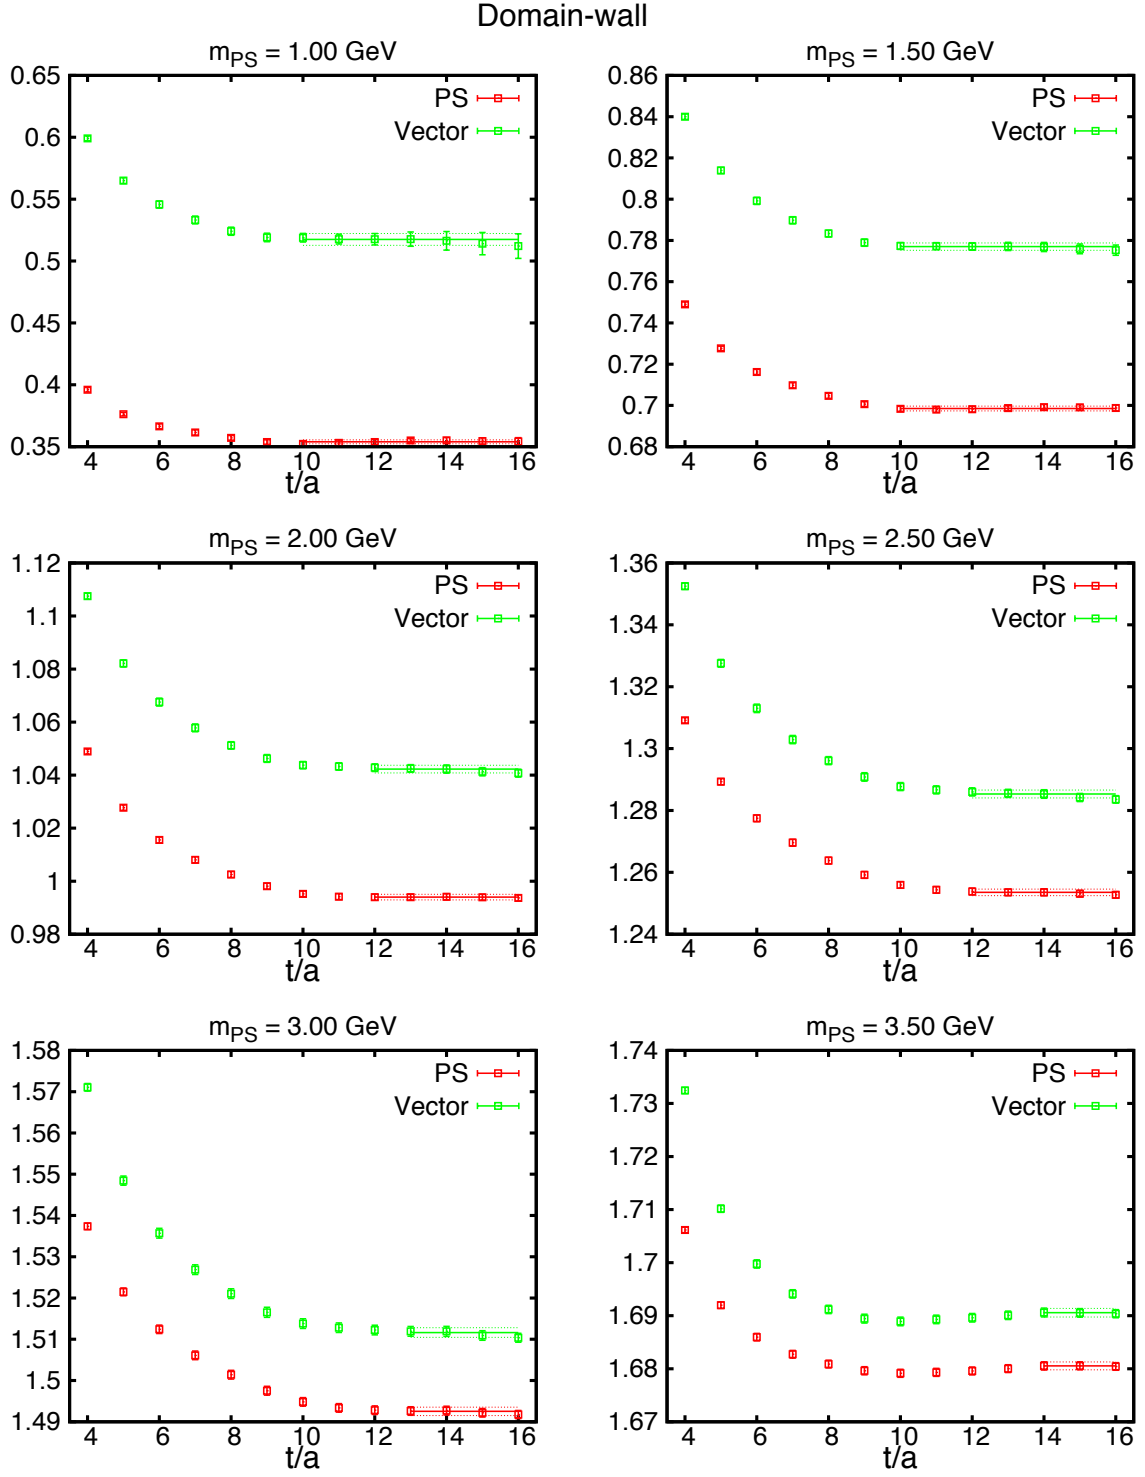 Domain-wall
m_PS = 1.00 GeV
0.65
0.6
0.55
0.5
0.45
0.4
0.35
PS
Vector
4 6 8 10 12 14 16
t/a
m_PS = 1.50 GeV
0.86
0.84
0.82
0.8
0.78
0.76
0.74
0.72
0.7
0.68
PS
Vector
4 6 8 10 12 14 16
t/a
m_PS = 2.00 GeV
1.12
1.1
1.08
1.06
1.04
1.02
1
0.98
PS
Vector
4 6 8 10 12 14 16
t/a
m_PS = 2.50 GeV
1.36
1.34
1.32
1.3
1.28
1.26
1.24
PS
Vector
4 6 8 10 12 14 16
t/a
m_PS = 3.00 GeV
1.58
1.57
1.56
1.55
1.54
1.53
1.52
1.51
1.5
1.49
PS
Vector
4 6 8 10 12 14 16
t/a
m_PS = 3.50 GeV
1.74
1.73
1.72
1.71
1.7
1.69
1.68
1.67
PS
Vector
4 6 8 10 12 14 16
t/a